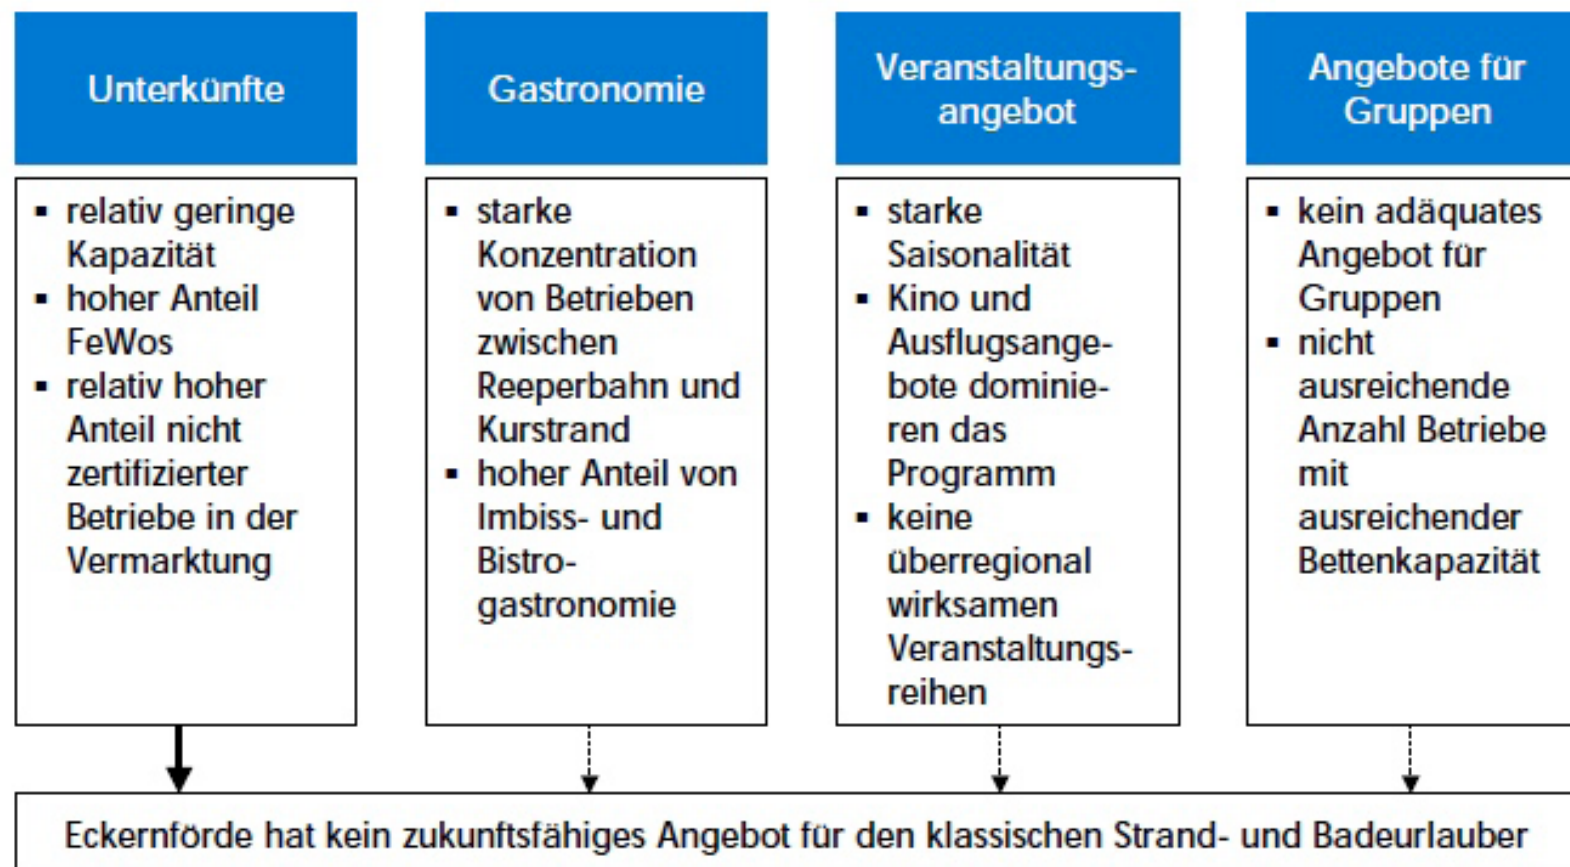 Unterkünfte
▪ relativ geringe
Kapazität
▪ hoher Anteil
FeWos
▪ relativ hoher
Anteil nicht
zertifizierter
Betriebe in der
Vermarktung
Gastronomie
▪ starke
Konzentration
von Betrieben
zwischen
Reeperbahn und
Kurstrand
▪ hoher Anteil von
Imbiss- und
Bistro-
gastronomie
Veranstaltungs-
angebot
▪ starke
Saisonalität
▪ Kino und
Ausflugsange-
bote dominie-
ren das
Programm
▪ keine
überregional
wirksamen
Veranstaltungs-
reihen
Angebote für
Gruppen
▪ kein adäquates
Angebot für
Gruppen
▪ nicht
ausreichende
Anzahl Betriebe
mit
ausreichender
Bettenkapazität
Eckernförde hat kein zukunftsfähiges Angebot für den klassischen Strand- und Badeurlauber